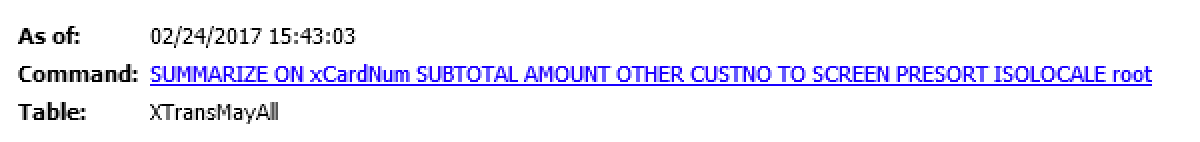 As of: 02/24/2017 15:43:03
Command: SUMMARIZE ON xCardNum SUBTOTAL AMOUNT OTHER CUSTNO TO SCREEN PRESORT ISOLOCALE root
Table: XTransMayAll